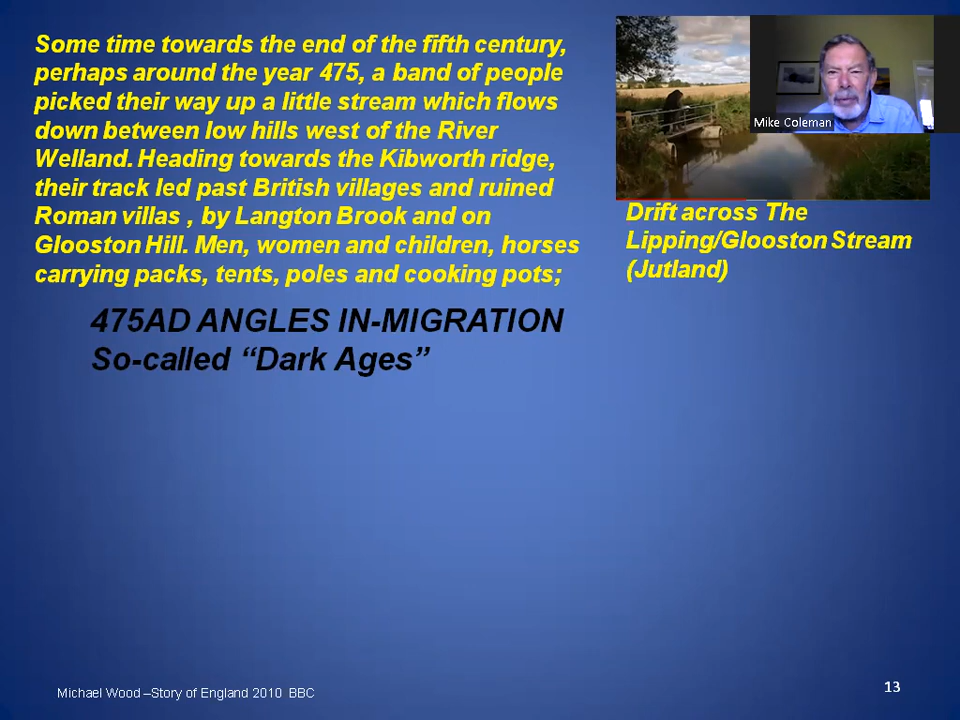 Some time towards the end of the fifth century,
perhaps around the year 475, a band of people
picked their way up a little stream which flows
down between low hills west of the River
Welland. Heading towards the Kibworth ridge,
their track led past British villages and ruined
Roman villas , by Langton Brook and on
Glooston Hill. Men, women and children, horses
carrying packs, tents, poles and cooking pots;
Mike Coleman
Drift across The
Lipping/Glooston Stream
(Jutland)
475AD ANGLES IN-MIGRATION
So-called “Dark Ages”
Michael Wood –Story of England 2010 BBC
13